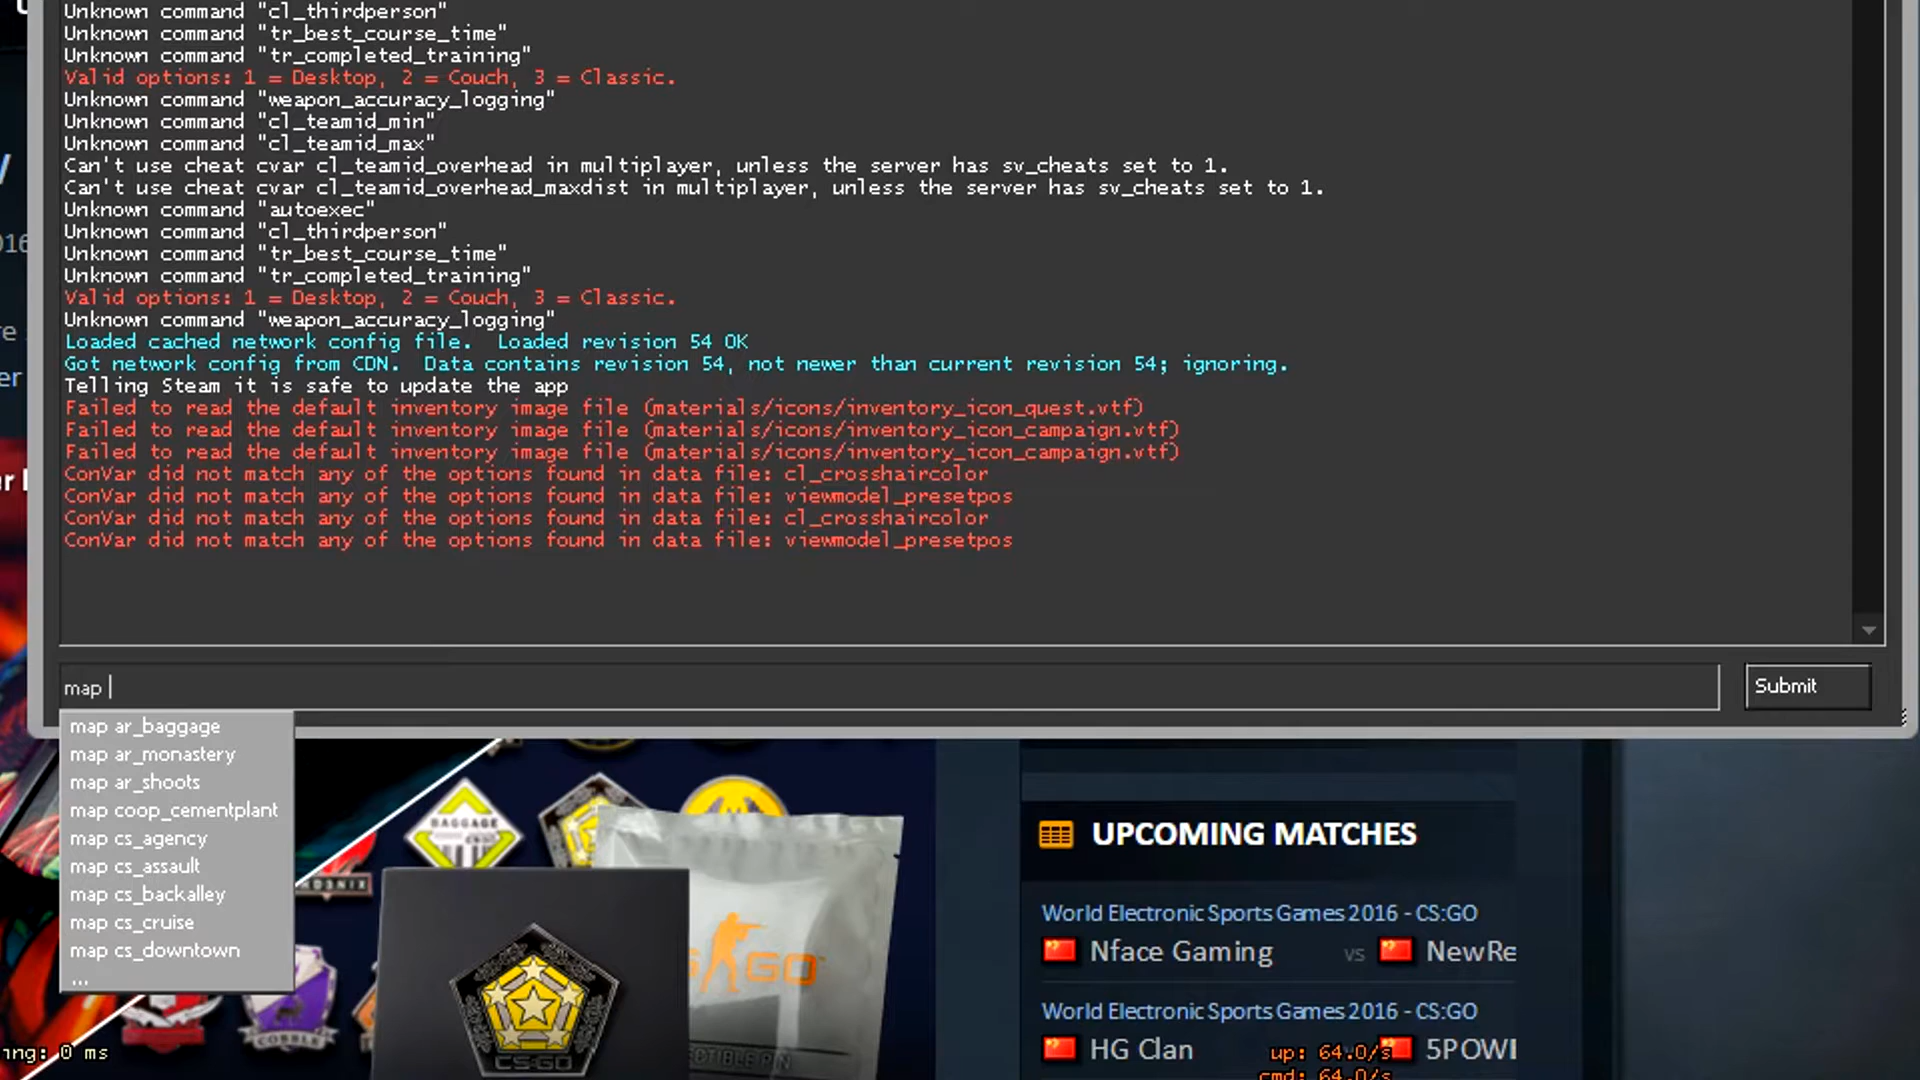 Unknown command "cl_thirdperson"
Unknown command "tr_best_course_time"
Unknown command "tr_completed_training"
Valid options: 1 = Desktop, 2 = Couch, 3 = Classic.
Unknown command "weapon_accuracy_logging"
Unknown command "cl_teamid_min"
Unknown command "cl_teamid_max"
Can't use cheat cvar cl_teamid_overhead in multiplayer, unless the server has sv_cheats set to 1.
Can't use cheat cvar cl_teamid_overhead_maxdist in multiplayer, unless the server has sv_cheats set to 1.
Unknown command "autoexec"
Unknown command "cl_thirdperson"
Unknown command "tr_best_course_time"
Unknown command "tr_completed_training"
Valid options: 1 = Desktop, 2 = Couch, 3 = Classic.
Unknown command "weapon_accuracy_logging"
Loaded cached network config file.  Loaded revision 54 OK
Got network config from CDN.  Data contains revision 54, not newer than current revision 54; ignoring.
Telling Steam it is safe to update the app
Failed to read the default inventory image file (materials/icons/inventory_icon_quest.vtf)
Failed to read the default inventory image file (materials/icons/inventory_icon_campaign.vtf)
Failed to read the default inventory image file (materials/icons/inventory_icon_campaign.vtf)
ConVar did not match any of the options found in data file: cl_crosshaircolor
ConVar did not match any of the options found in data file: viewmodel_presetpos
ConVar did not match any of the options found in data file: cl_crosshaircolor
ConVar did not match any of the options found in data file: viewmodel_presetpos
map
Submit
map ar_baggage
map ar_monastery
map ar_shoots
map coop_cementplant
map cs_agency
map cs_assault
map cs_backalley
map cs_cruise
map cs_downtown
...
BAGGAGE
COBBLE
CS:GO
GO
UPCOMING MATCHES
World Electronic Sports Games 2016 - CS:GO
Nface Gaming vs NewRe
World Electronic Sports Games 2016 - CS:GO
HG Clan 5POWE
ing: 0 ms
up: 64.0/s
cmd: 64.0/s